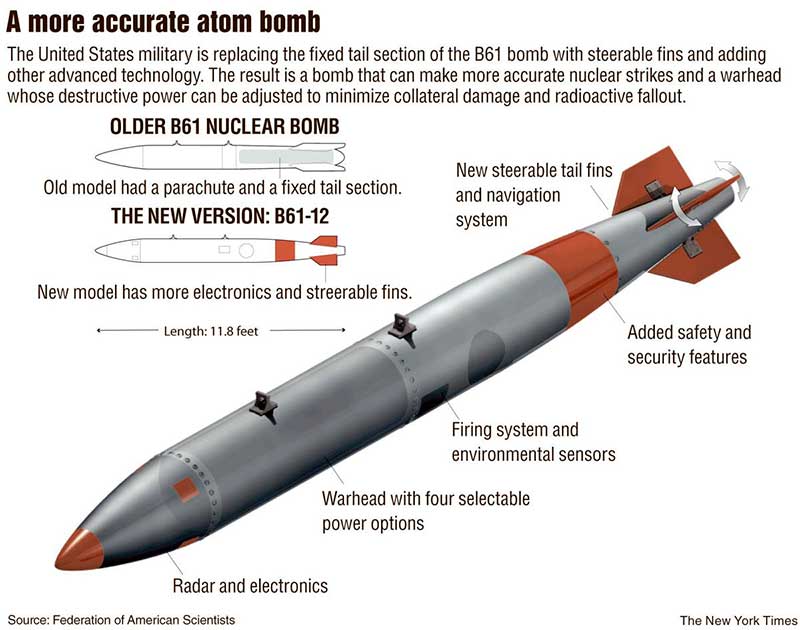 A more accurate atom bomb
The United States military is replacing the fixed tail section of the B61 bomb with steerable fins and adding
other advanced technology. The result is a bomb that can make more accurate nuclear strikes and a warhead
whose destructive power can be adjusted to minimize collateral damage and radioactive fallout.
OLDER B61 NUCLEAR BOMB
Old model had a parachute and a fixed tail section.
THE NEW VERSION: B61-12
New model has more electronics and streerable fins.
Length: 11.8 feet
New steerable tail fins
and navigation
system
Added safety and
security features
Firing system and
environmental sensors
Warhead with four selectable
power options
Radar and electronics
Source: Federation of American Scientists
The New York Times